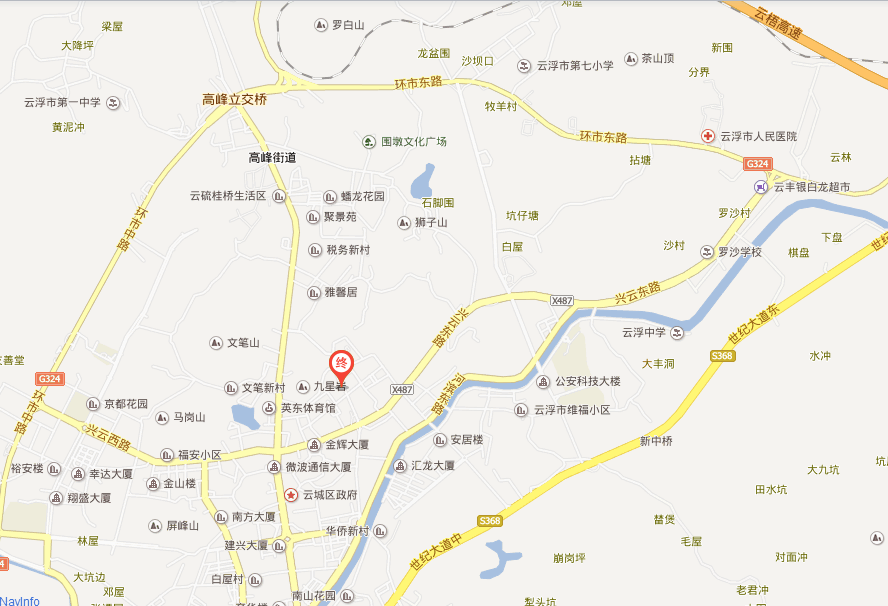 邓屋
云梧高速
罗白山
梁屋
大降坪
龙盆围
沙坝口
新围
茶山顶
云浮市第七小学
分界
环市东路
高峰立交桥
云浮市第一中学
牧羊村
黄泥冲
环市东路
云浮市人民医院
围墩文化广场
高峰街道
拈塘
云林
G324
云丰银白龙超市
云硫桂桥生活区
蟠龙花园
石脚围
聚景苑
坑仔塘
罗沙村
环市中路
狮子山
下盘
世纪
税务新村
白屋
沙村
罗沙学校
棋盘
雅馨居
兴云东路
X487
兴云东路
世纪大道东
云浮中学
文笔山
S368
水冲
友善堂
终
大丰洞
G324
文笔新村
九星岩
X487
河滨东路
公安科技大楼
环市中路
京都花园
英东体育馆
云浮市维福小区
马岗山
兴云西路
金辉大厦
安居楼
新中桥
福安小区
裕安楼
幸达大厦
微波通信大厦
汇龙大厦
大九坑
坑
金山楼
田水坑
翔盛大厦
云城区政府
屏峰山
南方大厦
S368
替煲
华侨新村
林屋
建兴大厦
世纪大道中
毛屋
崩岗坪
对面冲
4
大坑边
白屋村
邓屋
南山花园
老君冲
NavInfo
犁头坑